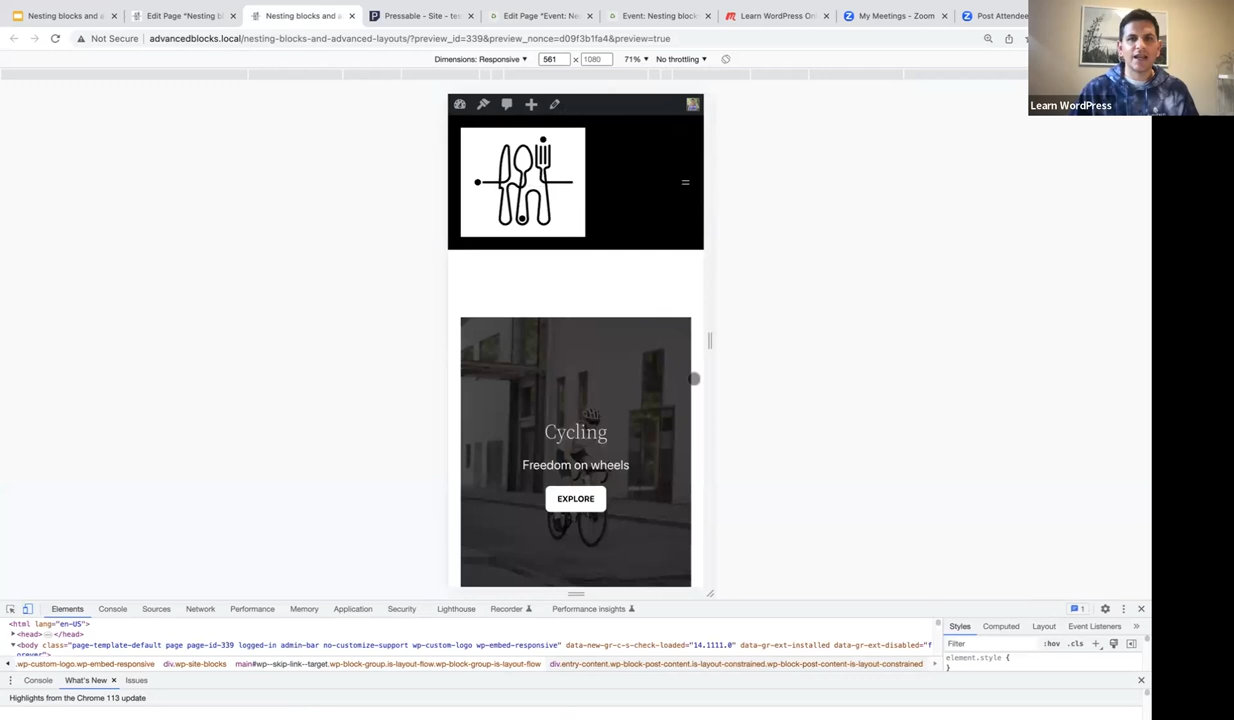 Nesting blocks and a
Edit Page "Nesting bl
Nesting blocks and a
Pressable - Site - te
Edit Page "Event: Ne
Event: Nesting block
Learn WordPress On
My Meetings - Zoom
Post Attendee
Not Secure
advancedblocks.local/nesting-blocks-and-advanced-layouts/?preview_id=339&preview_nonce=d09f3b1fa4&preview=true
Dimensions: Responsive 561 × 1080 71% No throttling
Learn WordPress
Cycling
Freedom on wheels
EXPLORE
Elements Console Sources Network Performance Memory Application Security Lighthouse Recorder Performance insights 1
<html lang="en-US">
<head> </head>
<body class="page-template-default page page-id-339 logged-in admin-bar no-customize-support wp-custom-logo wp-embed-responsive" data-new-gr-c-s-check-loaded="14.1111.0" data-gr-ext-installed data-gr-ext-disabled="f
orever">
.wp-custom-logo.wp-embed-responsive div.wp-site-blocks main#wp--skip-link--target.wp-block-group.is-layout-flow.wp-block-group-is-layout-flow div.entry-content.wp-block-post-content.is-layout-constrained.wp-block-post-content-is-layout-constrained
Styles Computed Layout Event Listeners
Filter :hov .cls
element.style {
}
Console What's New Issues
Highlights from the Chrome 113 update